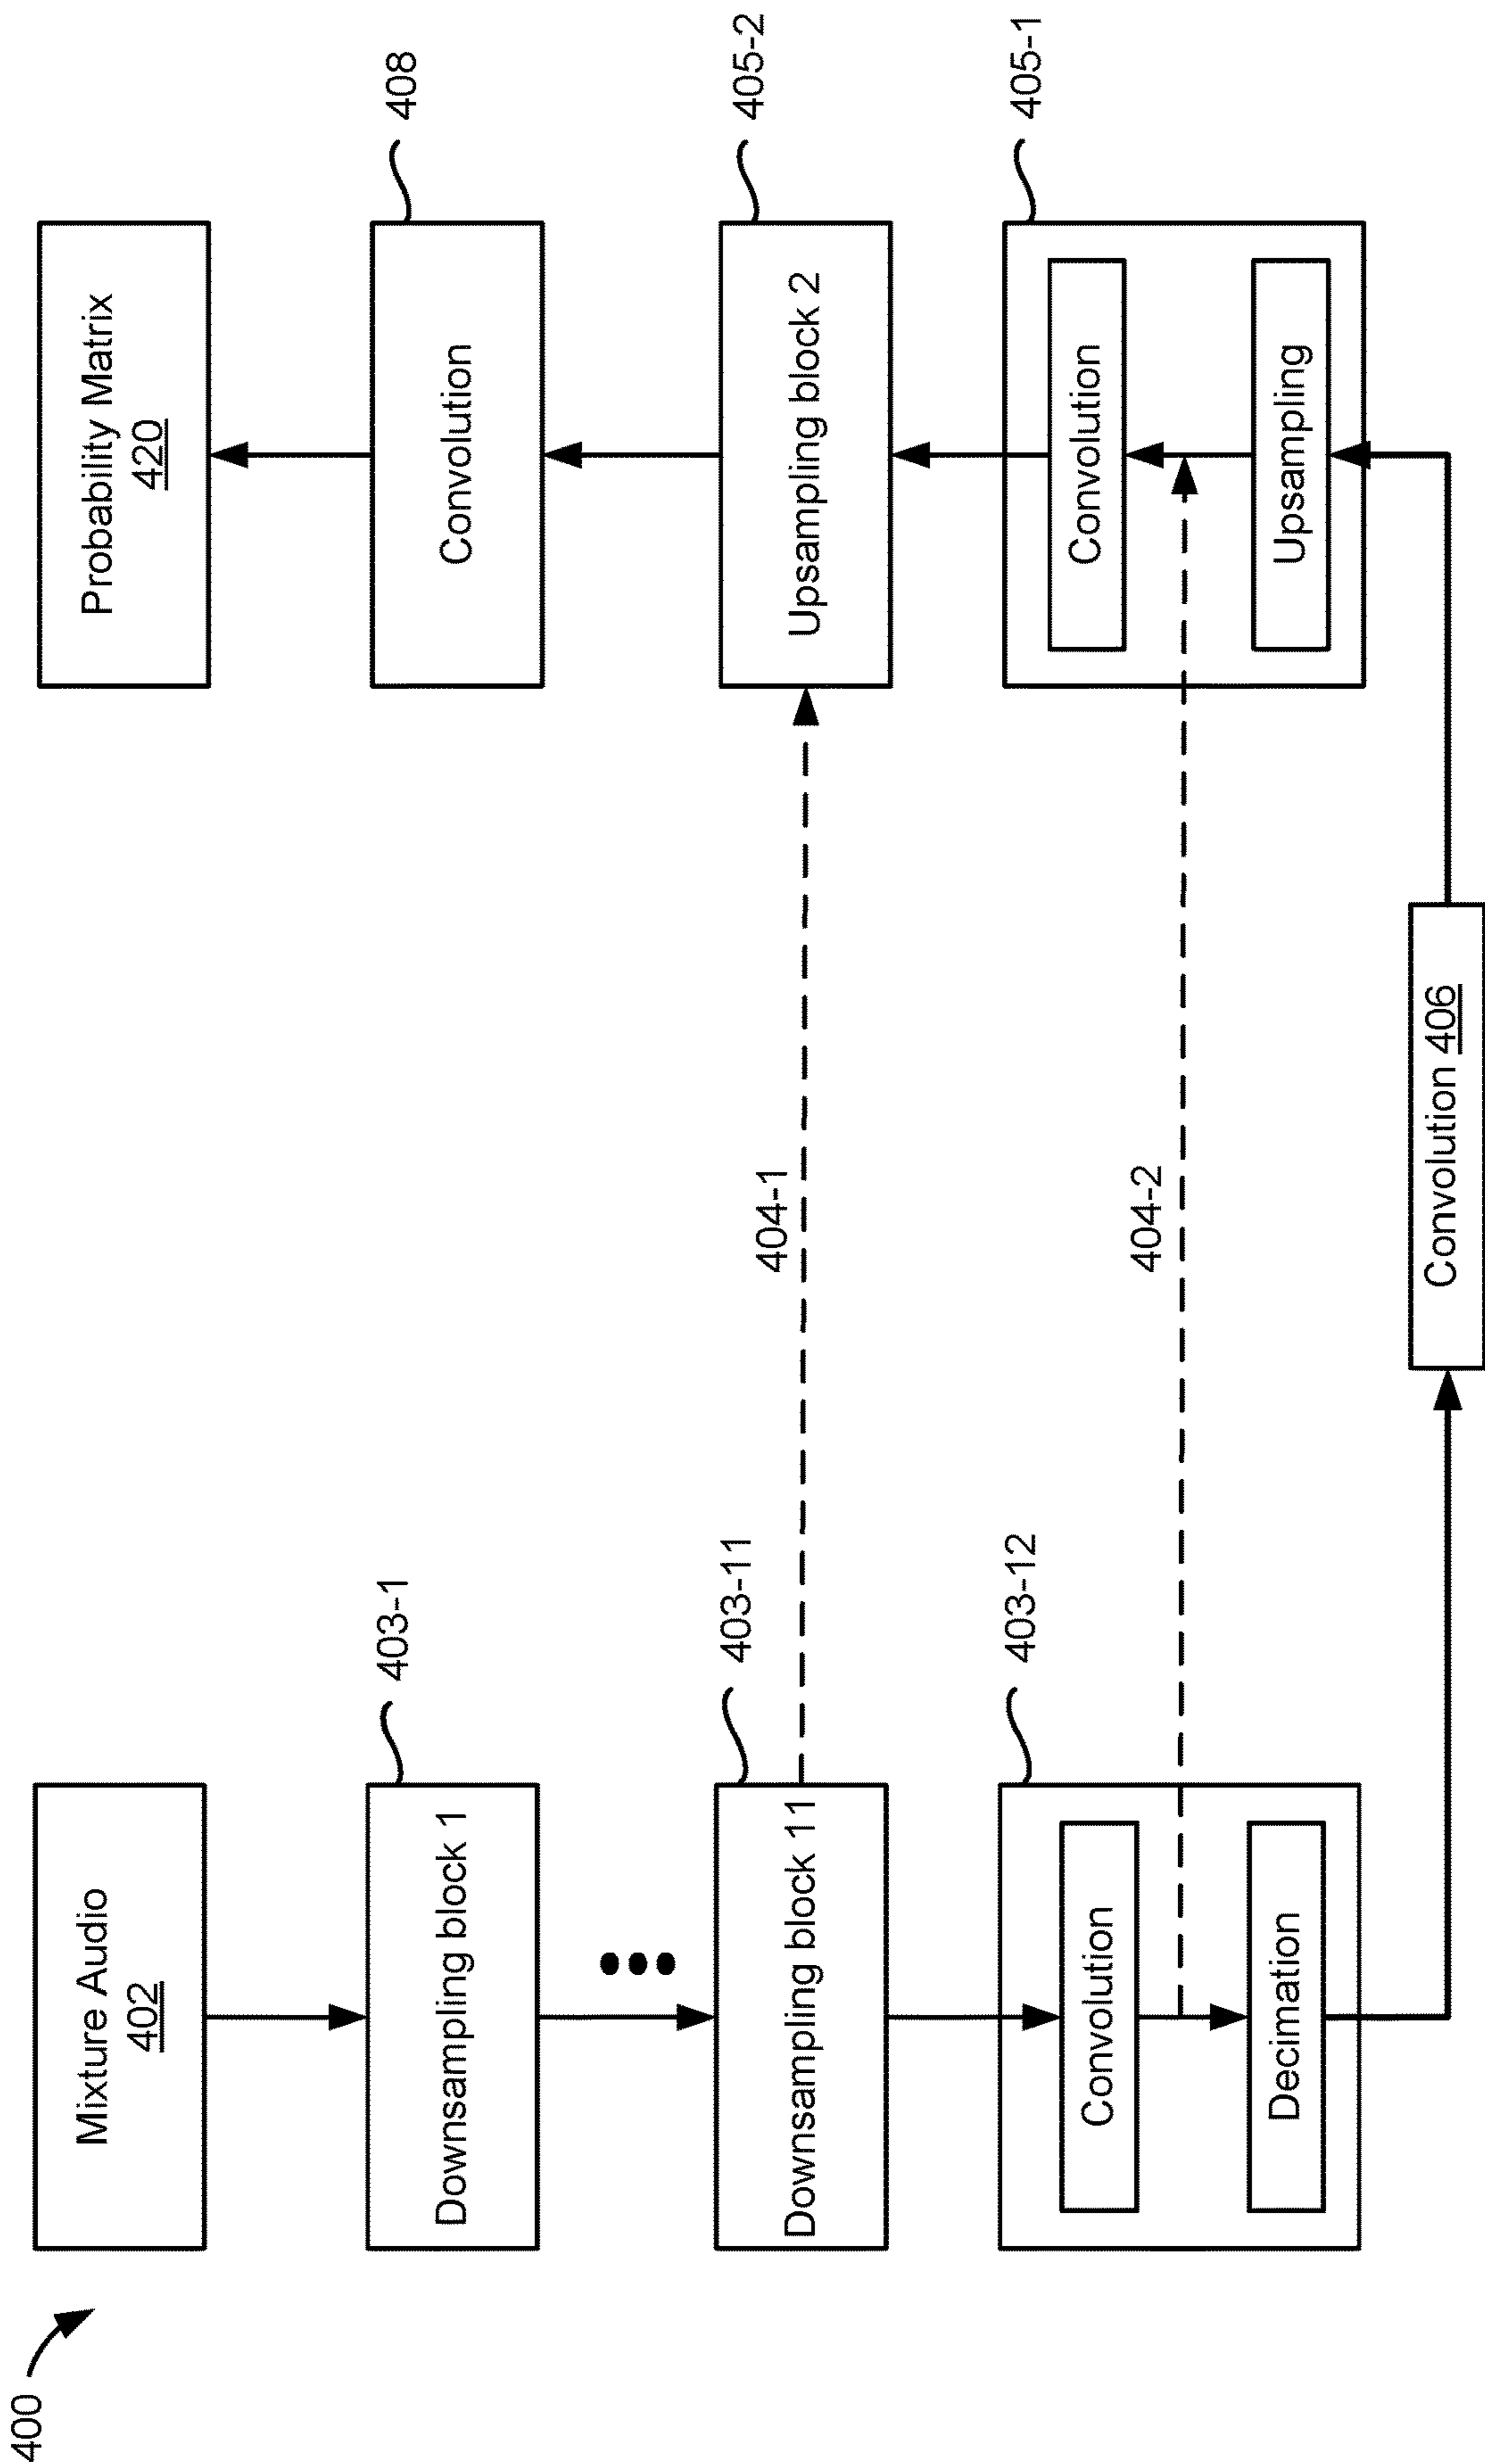 400
Mixture Audio
402
Downsampling block 1
403-1
Downsampling block 11
403-11
404-1
403-12
Convolution
Decimation
404-2
Convolution 406
Probability Matrix
420
Convolution
408
Upsampling block 2
405-2
405-1
Convolution
Upsampling